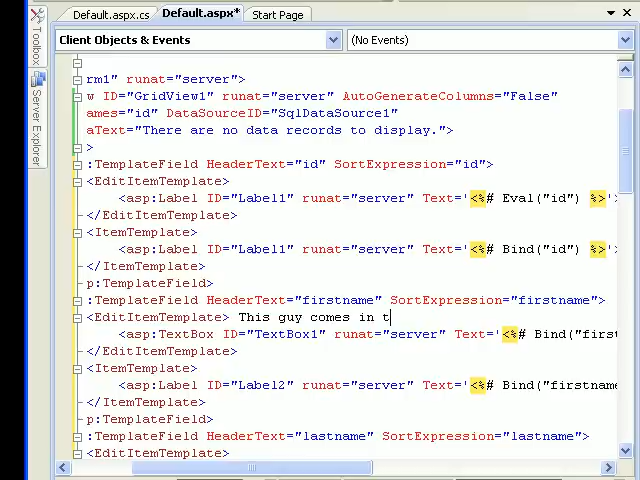 Default.aspx.cs Default.aspx* Start Page
Toolbox
Server Explorer
Client Objects & Events (No Events)
rm1" runat="server">
w ID="GridView1" runat="server" AutoGenerateColumns="False"
ames="id" DataSourceID="SqlDataSource1"
aText="There are no data records to display.">
>
:TemplateField HeaderText="id" SortExpression="id">
<EditItemTemplate>
<asp:Label ID="Label1" runat="server" Text='<%# Eval("id") %>'>
</EditItemTemplate>
<ItemTemplate>
<asp:Label ID="Label1" runat="server" Text='<%# Bind("id") %>'>
</ItemTemplate>
p:TemplateField>
:TemplateField HeaderText="firstname" SortExpression="firstname">
<EditItemTemplate> This guy comes in t
<asp:TextBox ID="TextBox1" runat="server" Text='<%# Bind("first
</EditItemTemplate>
<ItemTemplate>
<asp:Label ID="Label2" runat="server" Text='<%# Bind("firstname
</ItemTemplate>
p:TemplateField>
:TemplateField HeaderText="lastname" SortExpression="lastname">
<EditItemTemplate>